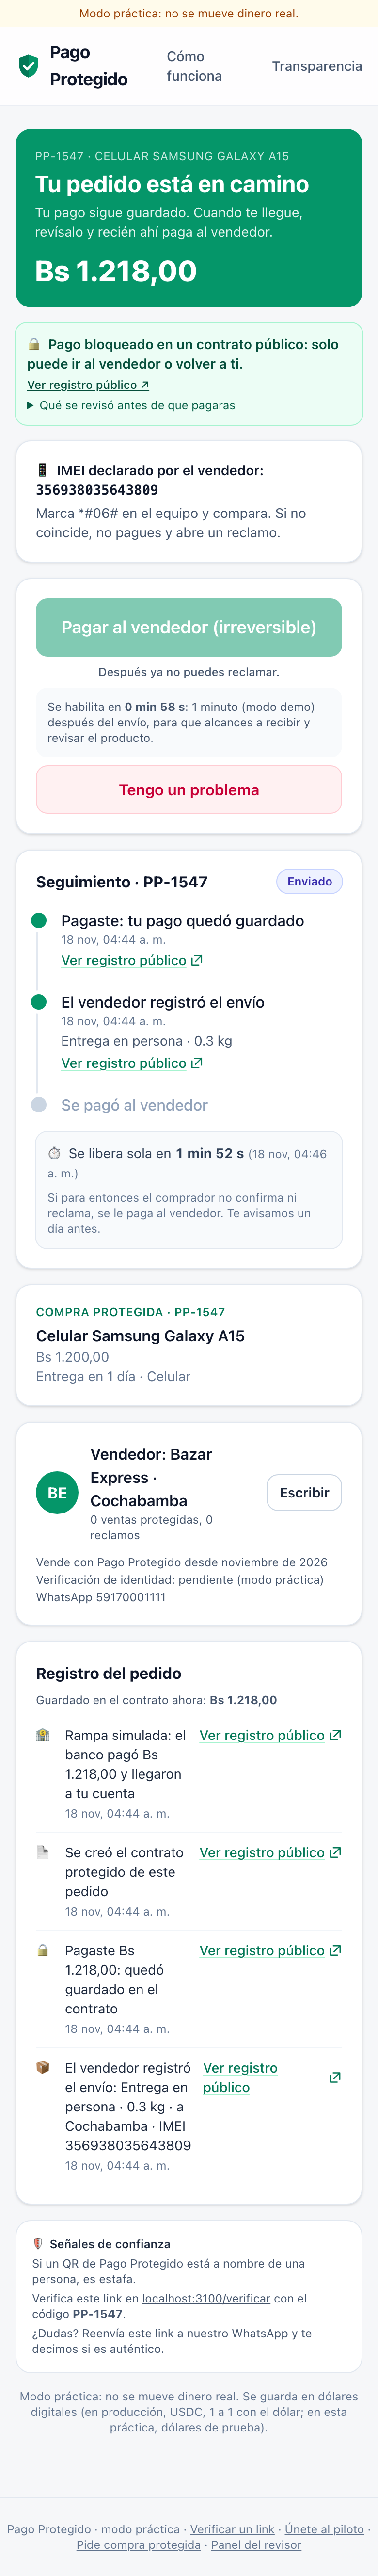 Modo práctica: no se mueve dinero real.
Pago
Protegido
Cómo
funciona
Transparencia
PP-1547 · CELULAR SAMSUNG GALAXY A15
Tu pedido está en camino
Tu pago sigue guardado. Cuando te llegue,
revísalo y recién ahí paga al vendedor.
Bs 1.218,00
🔒 Pago bloqueado en un contrato público: solo
puede ir al vendedor o volver a ti.
Ver registro público ↗
▶ Qué se revisó antes de que pagaras
📱 IMEI declarado por el vendedor:
356938035643809
Marca *#06# en el equipo y compara. Si no
coincide, no pagues y abre un reclamo.
Pagar al vendedor (irreversible)
Después ya no puedes reclamar.
Se habilita en 0 min 58 s: 1 minuto (modo demo)
después del envío, para que alcances a recibir y
revisar el producto.
Tengo un problema
Seguimiento · PP-1547
Enviado
Pagaste: tu pago quedó guardado
18 nov, 04:44 a. m.
Ver registro público
El vendedor registró el envío
18 nov, 04:44 a. m.
Entrega en persona · 0.3 kg
Ver registro público
Se pagó al vendedor
⏱ Se libera sola en 1 min 52 s (18 nov, 04:46
a. m.)
Si para entonces el comprador no confirma ni
reclama, se le paga al vendedor. Te avisamos un
día antes.
COMPRA PROTEGIDA · PP-1547
Celular Samsung Galaxy A15
Bs 1.200,00
Entrega en 1 día · Celular
BE
Vendedor: Bazar
Express ·
Cochabamba
0 ventas protegidas, 0
reclamos
Escribir
Vende con Pago Protegido desde noviembre de 2026
Verificación de identidad: pendiente (modo práctica)
WhatsApp 59170001111
Registro del pedido
Guardado en el contrato ahora: Bs 1.218,00
Rampa simulada: el
banco pagó Bs
1.218,00 y llegaron
a tu cuenta
18 nov, 04:44 a. m.
Ver registro público
Se creó el contrato
protegido de este
pedido
18 nov, 04:44 a. m.
Ver registro público
Pagaste Bs
1.218,00: quedó
guardado en el
contrato
18 nov, 04:44 a. m.
Ver registro público
El vendedor registró
el envío: Entrega en
persona · 0.3 kg · a
Cochabamba · IMEI
356938035643809
18 nov, 04:44 a. m.
Ver registro
público
Señales de confianza
Si un QR de Pago Protegido está a nombre de una
persona, es estafa.
Verifica este link en localhost:3100/verificar con el
código PP-1547.
¿Dudas? Reenvía este link a nuestro WhatsApp y te
decimos si es auténtico.
Modo práctica: no se mueve dinero real. Se guarda en dólares
digitales (en producción, USDC, 1 a 1 con el dólar; en esta
práctica, dólares de prueba).
Pago Protegido · modo práctica · Verificar un link · Únete al piloto ·
Pide compra protegida · Panel del revisor